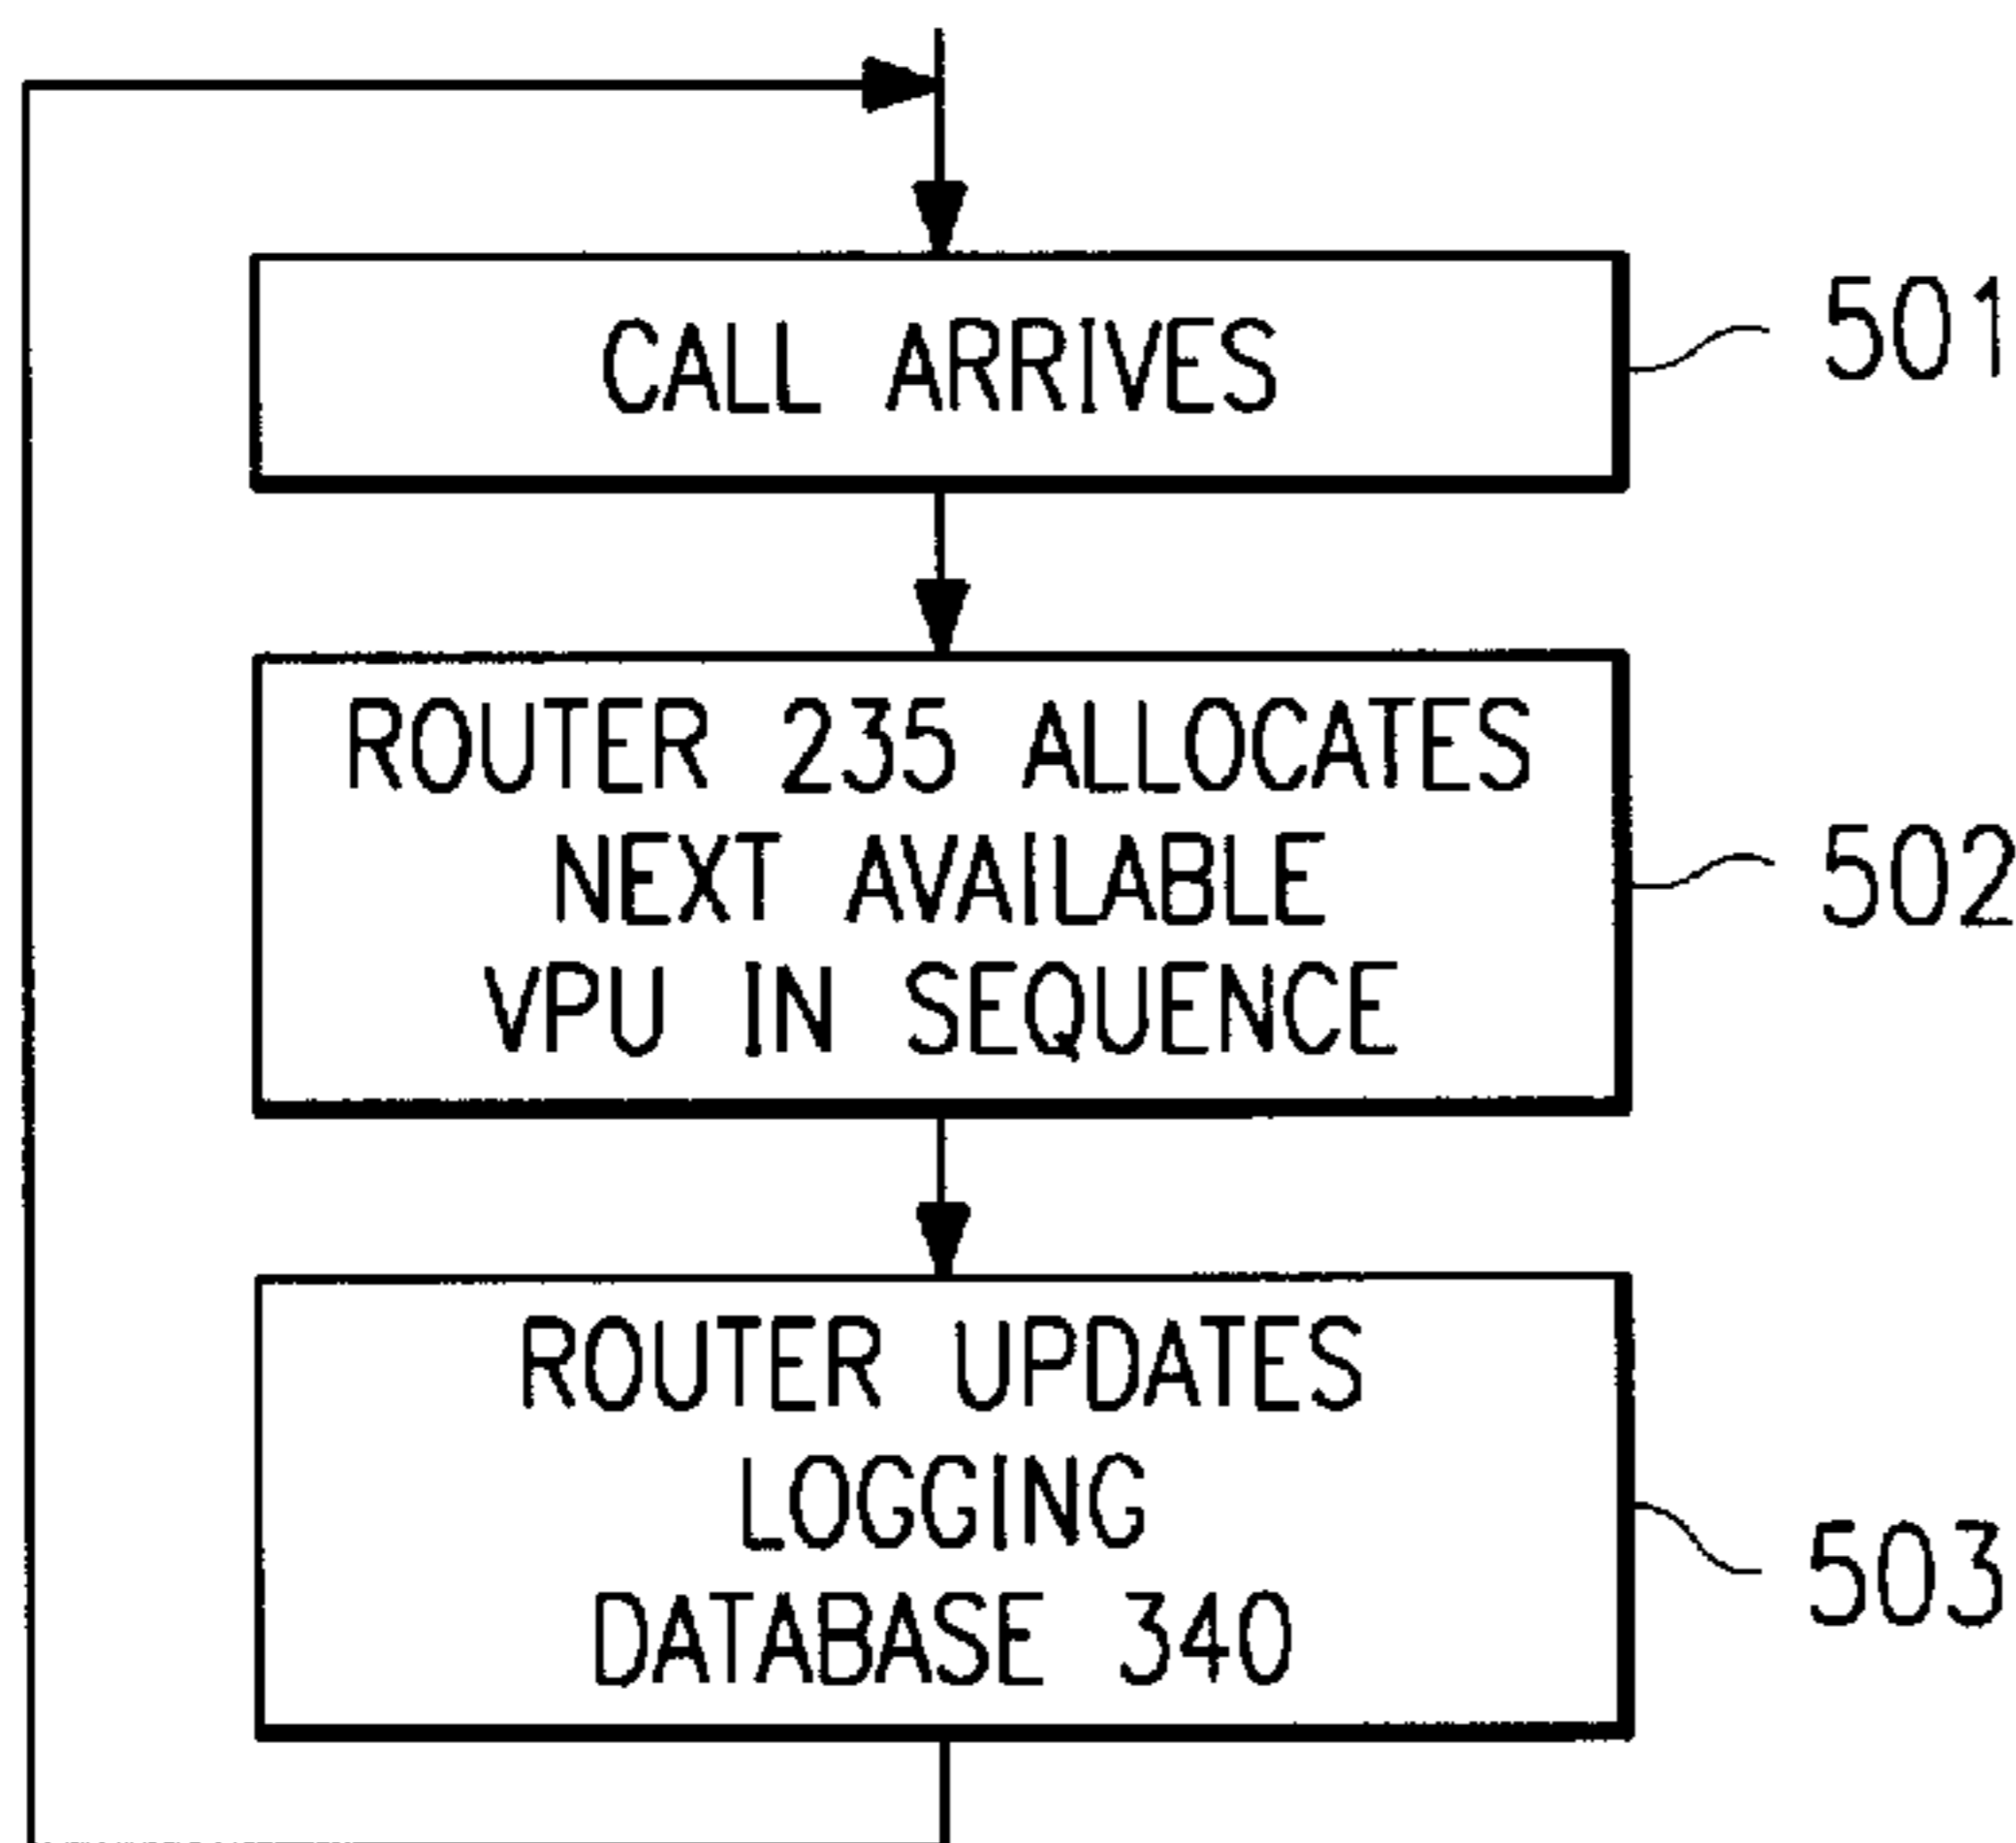 CALL ARRIVES
501
ROUTER 235 ALLOCATES
NEXT AVAILABLE
VPU IN SEQUENCE
502
ROUTER UPDATES
LOGGING
DATABASE 340
503